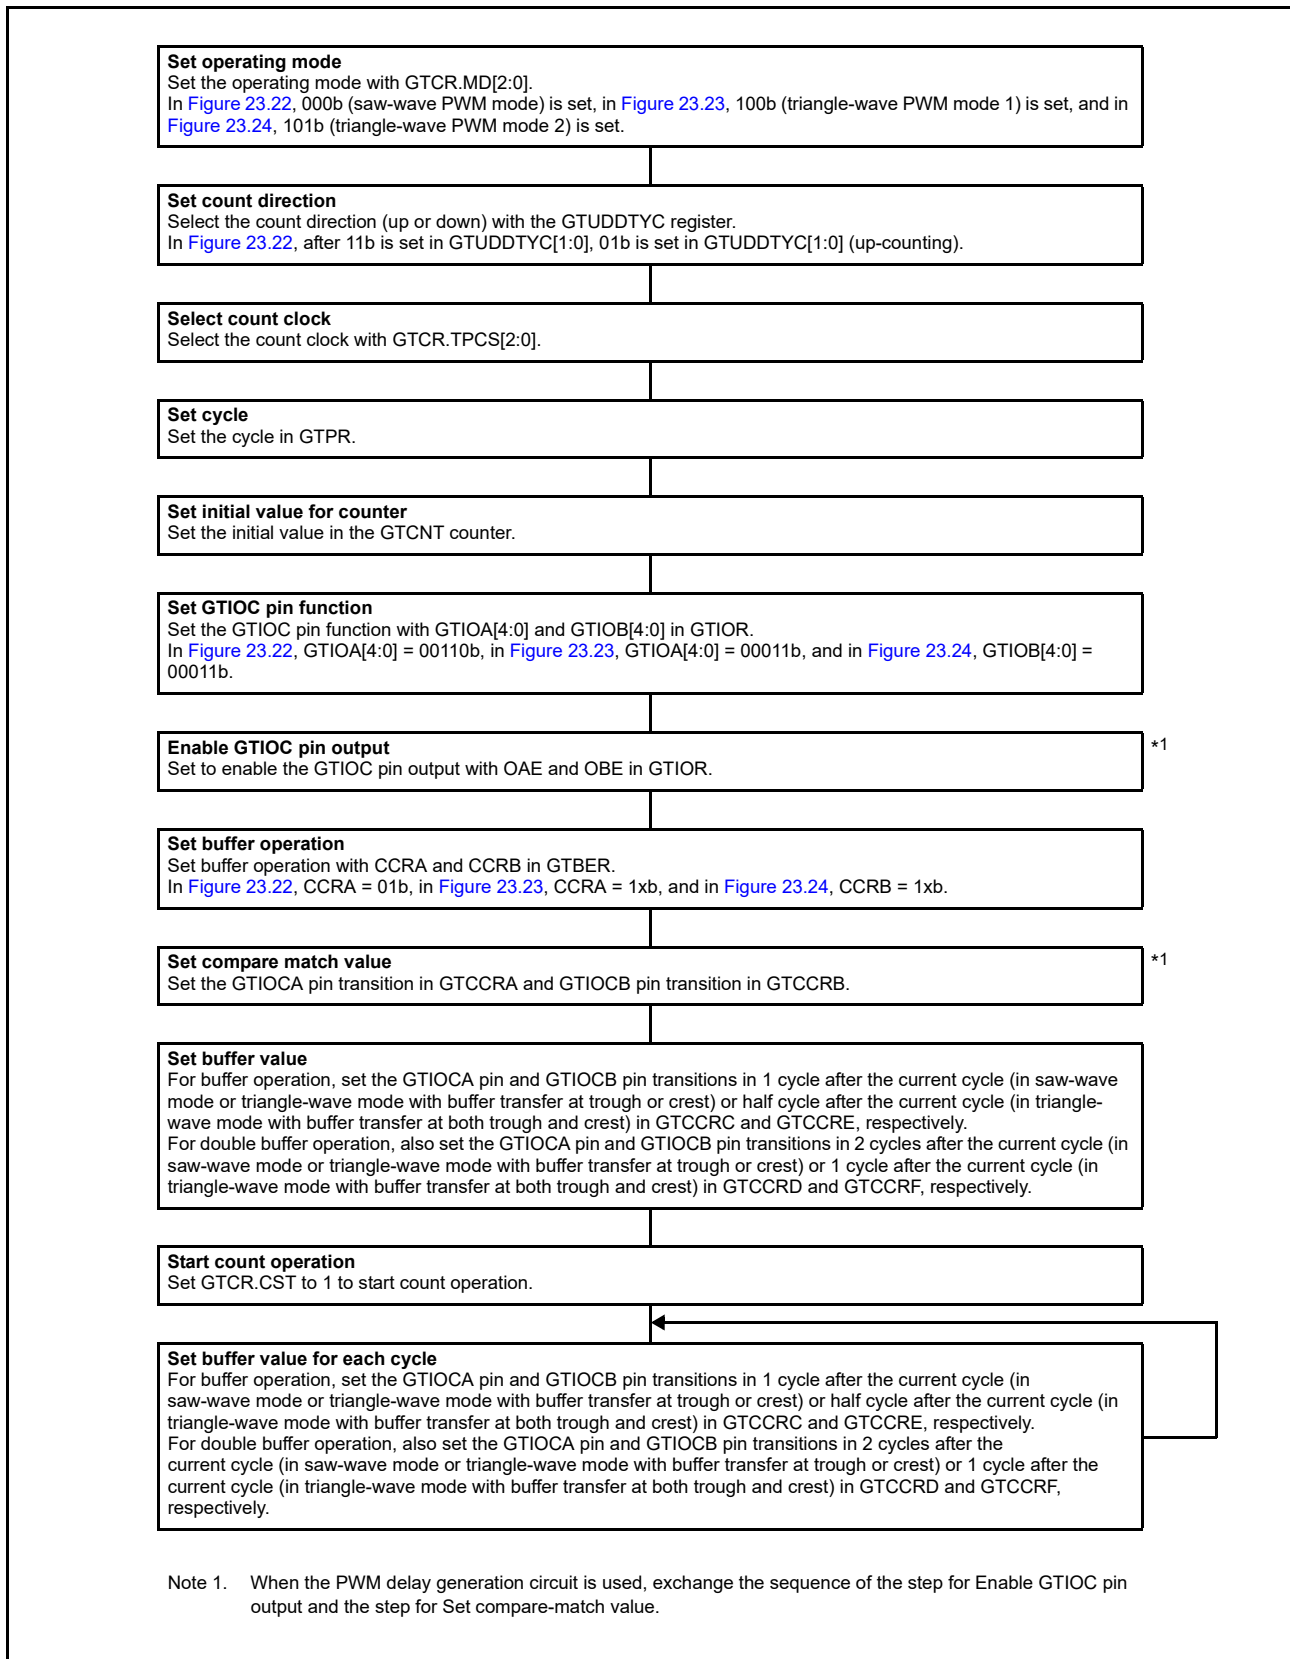 Set operating mode
Set the operating mode with GTCR.MD[2:0].
In Figure 23.22, 000b (saw-wave PWM mode) is set, in Figure 23.23, 100b (triangle-wave PWM mode 1) is set, and in
Figure 23.24, 101b (triangle-wave PWM mode 2) is set.
Set count direction
Select the count direction (up or down) with the GTUDDTYC register.
In Figure 23.22, after 11b is set in GTUDDTYC[1:0], 01b is set in GTUDDTYC[1:0] (up-counting).
Select count clock
Select the count clock with GTCR.TPCS[2:0].
Set cycle
Set the cycle in GTPR.
Set initial value for counter
Set the initial value in the GTCNT counter.
Set GTIOC pin function
Set the GTIOC pin function with GTIOA[4:0] and GTIOB[4:0] in GTIOR.
In Figure 23.22, GTIOA[4:0] = 00110b, in Figure 23.23, GTIOA[4:0] = 00011b, and in Figure 23.24, GTIOB[4:0] =
00011b.
Enable GTIOC pin output *1
Set to enable the GTIOC pin output with OAE and OBE in GTIOR.
Set buffer operation
Set buffer operation with CCRA and CCRB in GTBER.
In Figure 23.22, CCRA = 01b, in Figure 23.23, CCRA = 1xb, and in Figure 23.24, CCRB = 1xb.
Set compare match value *1
Set the GTIOCA pin transition in GTCCRA and GTIOCB pin transition in GTCCRB.
Set buffer value
For buffer operation, set the GTIOCA pin and GTIOCB pin transitions in 1 cycle after the current cycle (in saw-wave
mode or triangle-wave mode with buffer transfer at trough or crest) or half cycle after the current cycle (in triangle-
wave mode with buffer transfer at both trough and crest) in GTCCRC and GTCCRE, respectively.
For double buffer operation, also set the GTIOCA pin and GTIOCB pin transitions in 2 cycles after the current cycle (in
saw-wave mode or triangle-wave mode with buffer transfer at trough or crest) or 1 cycle after the current cycle (in
triangle-wave mode with buffer transfer at both trough and crest) in GTCCRD and GTCCRF, respectively.
Start count operation
Set GTCR.CST to 1 to start count operation.
Set buffer value for each cycle
For buffer operation, set the GTIOCA pin and GTIOCB pin transitions in 1 cycle after the current cycle (in
saw-wave mode or triangle-wave mode with buffer transfer at trough or crest) or half cycle after the current cycle (in
triangle-wave mode with buffer transfer at both trough and crest) in GTCCRC and GTCCRE, respectively.
For double buffer operation, also set the GTIOCA pin and GTIOCB pin transitions in 2 cycles after the
current cycle (in saw-wave mode or triangle-wave mode with buffer transfer at trough or crest) or 1 cycle after the
current cycle (in triangle-wave mode with buffer transfer at both trough and crest) in GTCCRD and GTCCRF,
respectively.
Note 1. When the PWM delay generation circuit is used, exchange the sequence of the step for Enable GTIOC pin
output and the step for Set compare-match value.